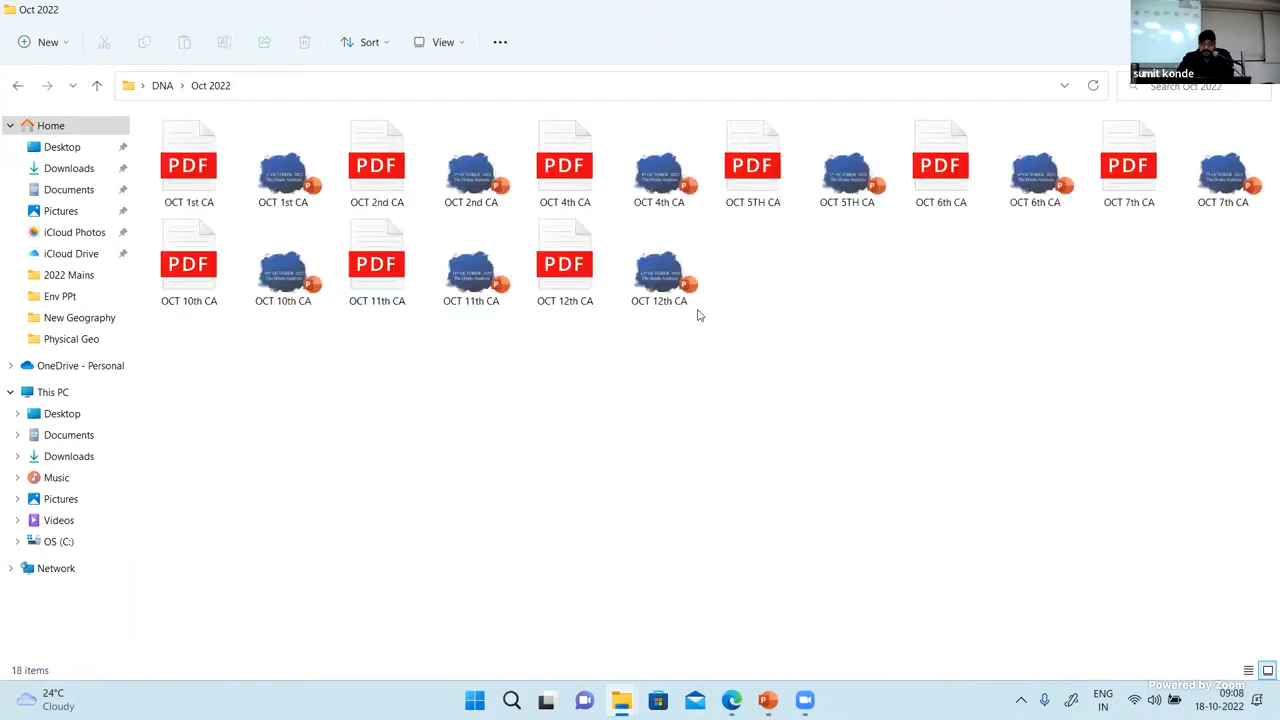 Oct 2022
New
Sort
View
sumit konde
DNA
Oct 2022
Search Oct 2022
Home
Desktop
Downloads
Documents
Pictures
iCloud Photos
iCloud Drive
2022 Mains
Env PPt
New Geography
Physical Geo
OneDrive - Personal
This PC
Desktop
Documents
Downloads
Music
Pictures
Videos
OS (C:)
Network
PDF PDF PDF PDF PDF PDF
OCT 1st CA OCT 1st CA OCT 2nd CA OCT 2nd CA OCT 4th CA OCT 4th CA OCT 5TH CA OCT 5TH CA OCT 6th CA OCT 6th CA OCT 7th CA OCT 7th CA
PDF PDF PDF
OCT 10th CA OCT 10th CA OCT 11th CA OCT 11th CA OCT 12th CA OCT 12th CA
18 items
Powered by Zoom
24°C
Cloudy
ENG
IN
09:08
18-10-2022